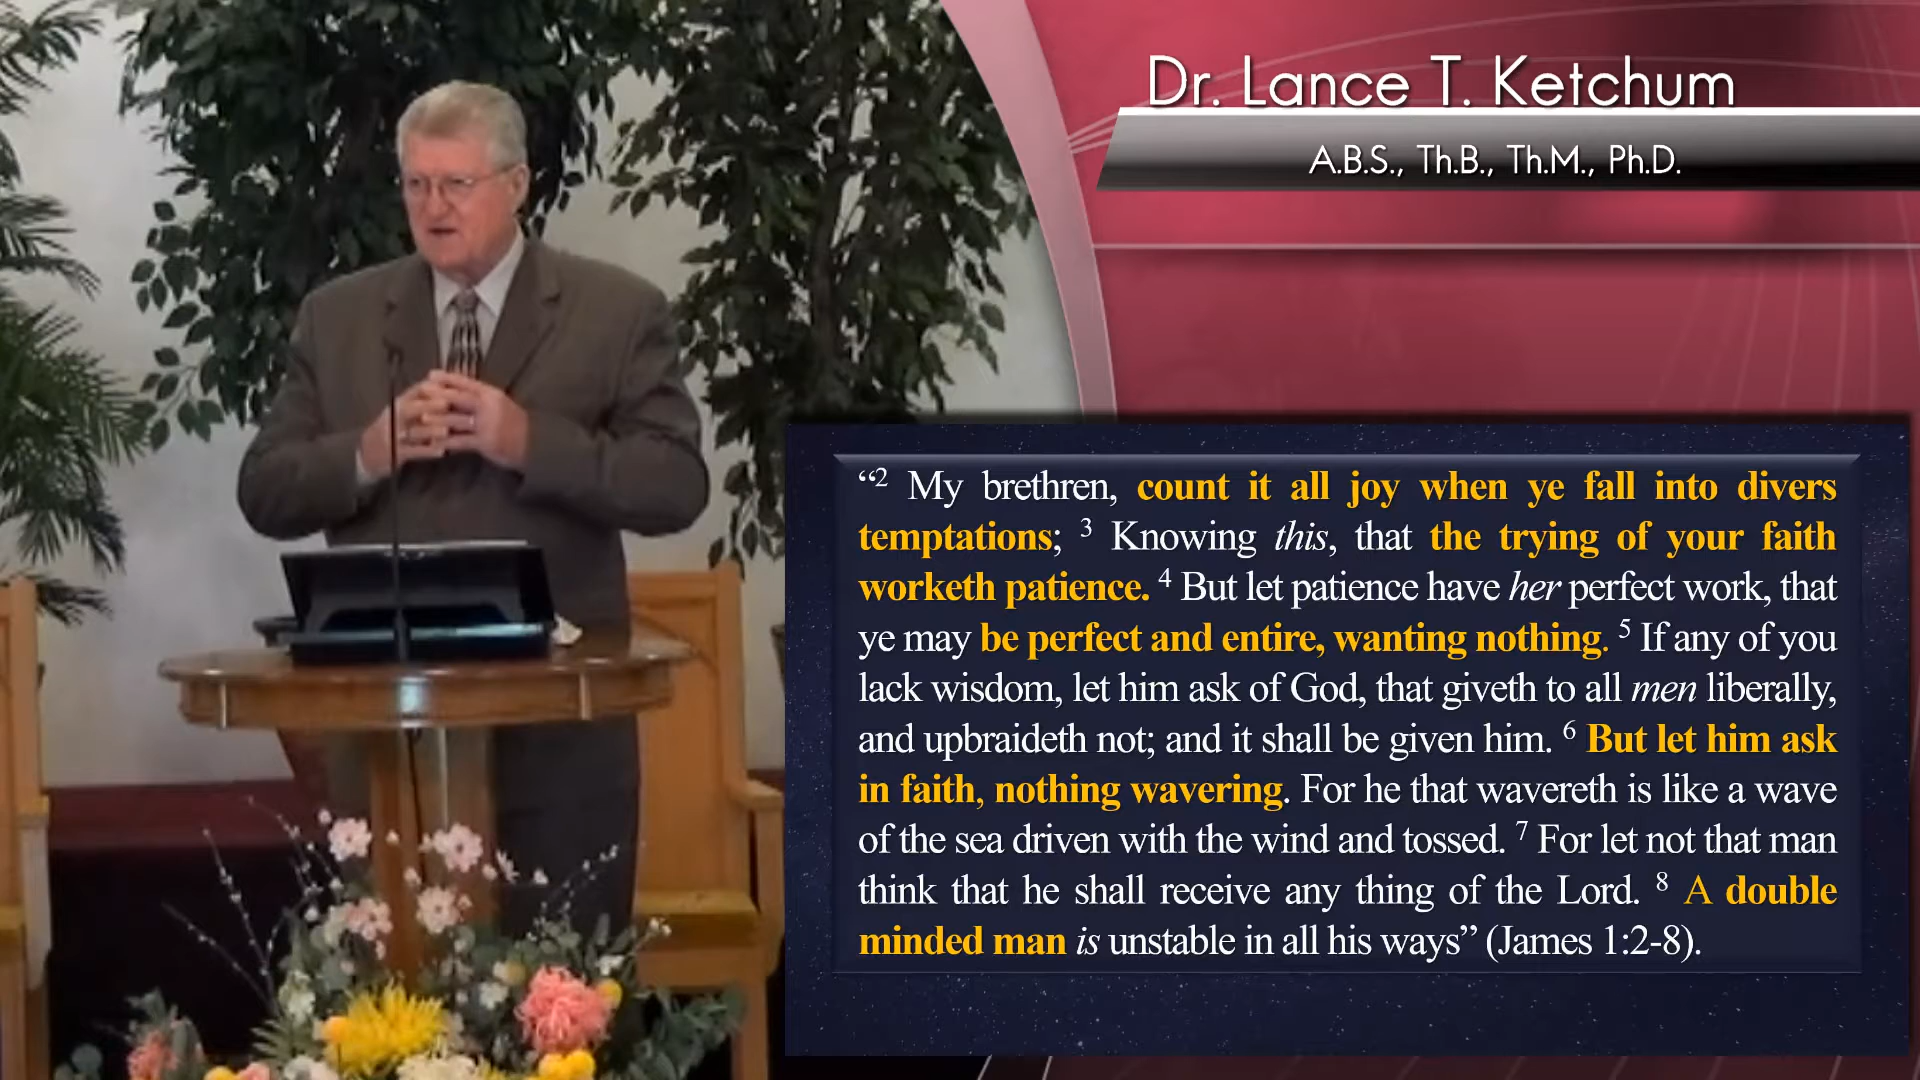 Dr. Lance T. Ketchum
A.B.S., Th.B., Th.M., Ph.D.
“2 My brethren, count it all joy when ye fall into divers
temptations; 3 Knowing this, that the trying of your faith
worketh patience. 4 But let patience have her perfect work, that
ye may be perfect and entire, wanting nothing. 5 If any of you
lack wisdom, let him ask of God, that giveth to all men liberally,
and upbraideth not; and it shall be given him. 6 But let him ask
in faith, nothing wavering. For he that wavereth is like a wave
of the sea driven with the wind and tossed. 7 For let not that man
think that he shall receive any thing of the Lord. 8 A double
minded man is unstable in all his ways” (James 1:2-8).